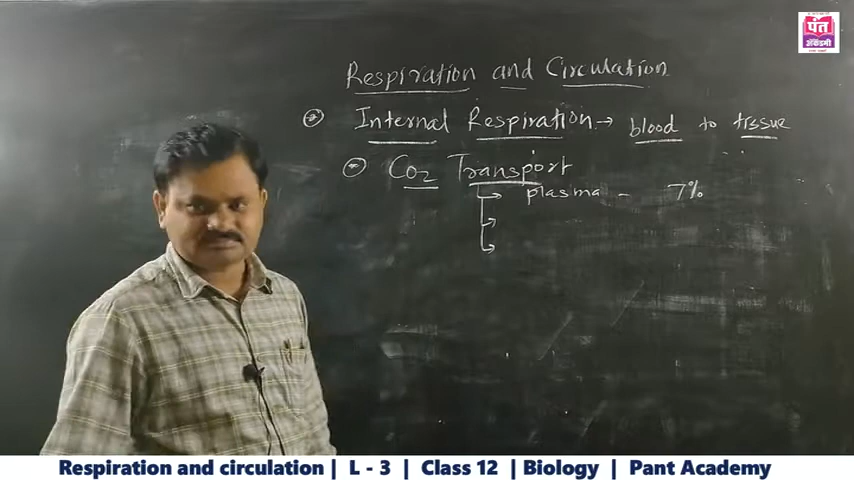 पंत
अ‍ॅकॅडमी
Respiration and Circulation
Internal Respiration → blood to tissue
CO2 Transport
plasma - 7%
Respiration and circulation | L - 3 | Class 12 | Biology | Pant Academy